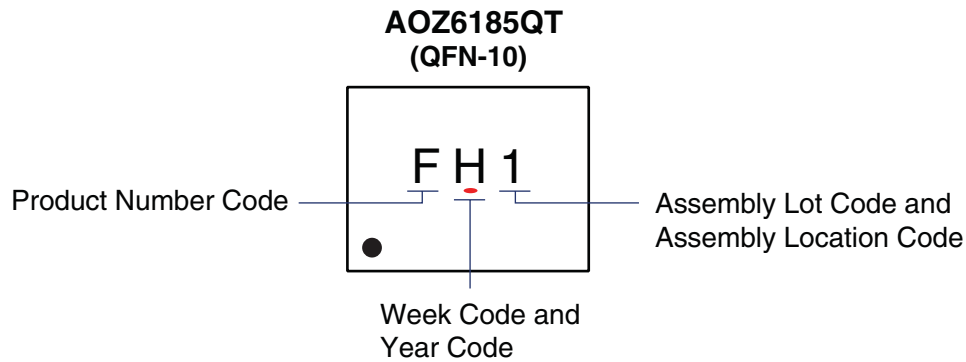 AOZ6185QT
(QFN-10)
F H 1
Product Number Code
Assembly Lot Code and
Assembly Location Code
Week Code and
Year Code